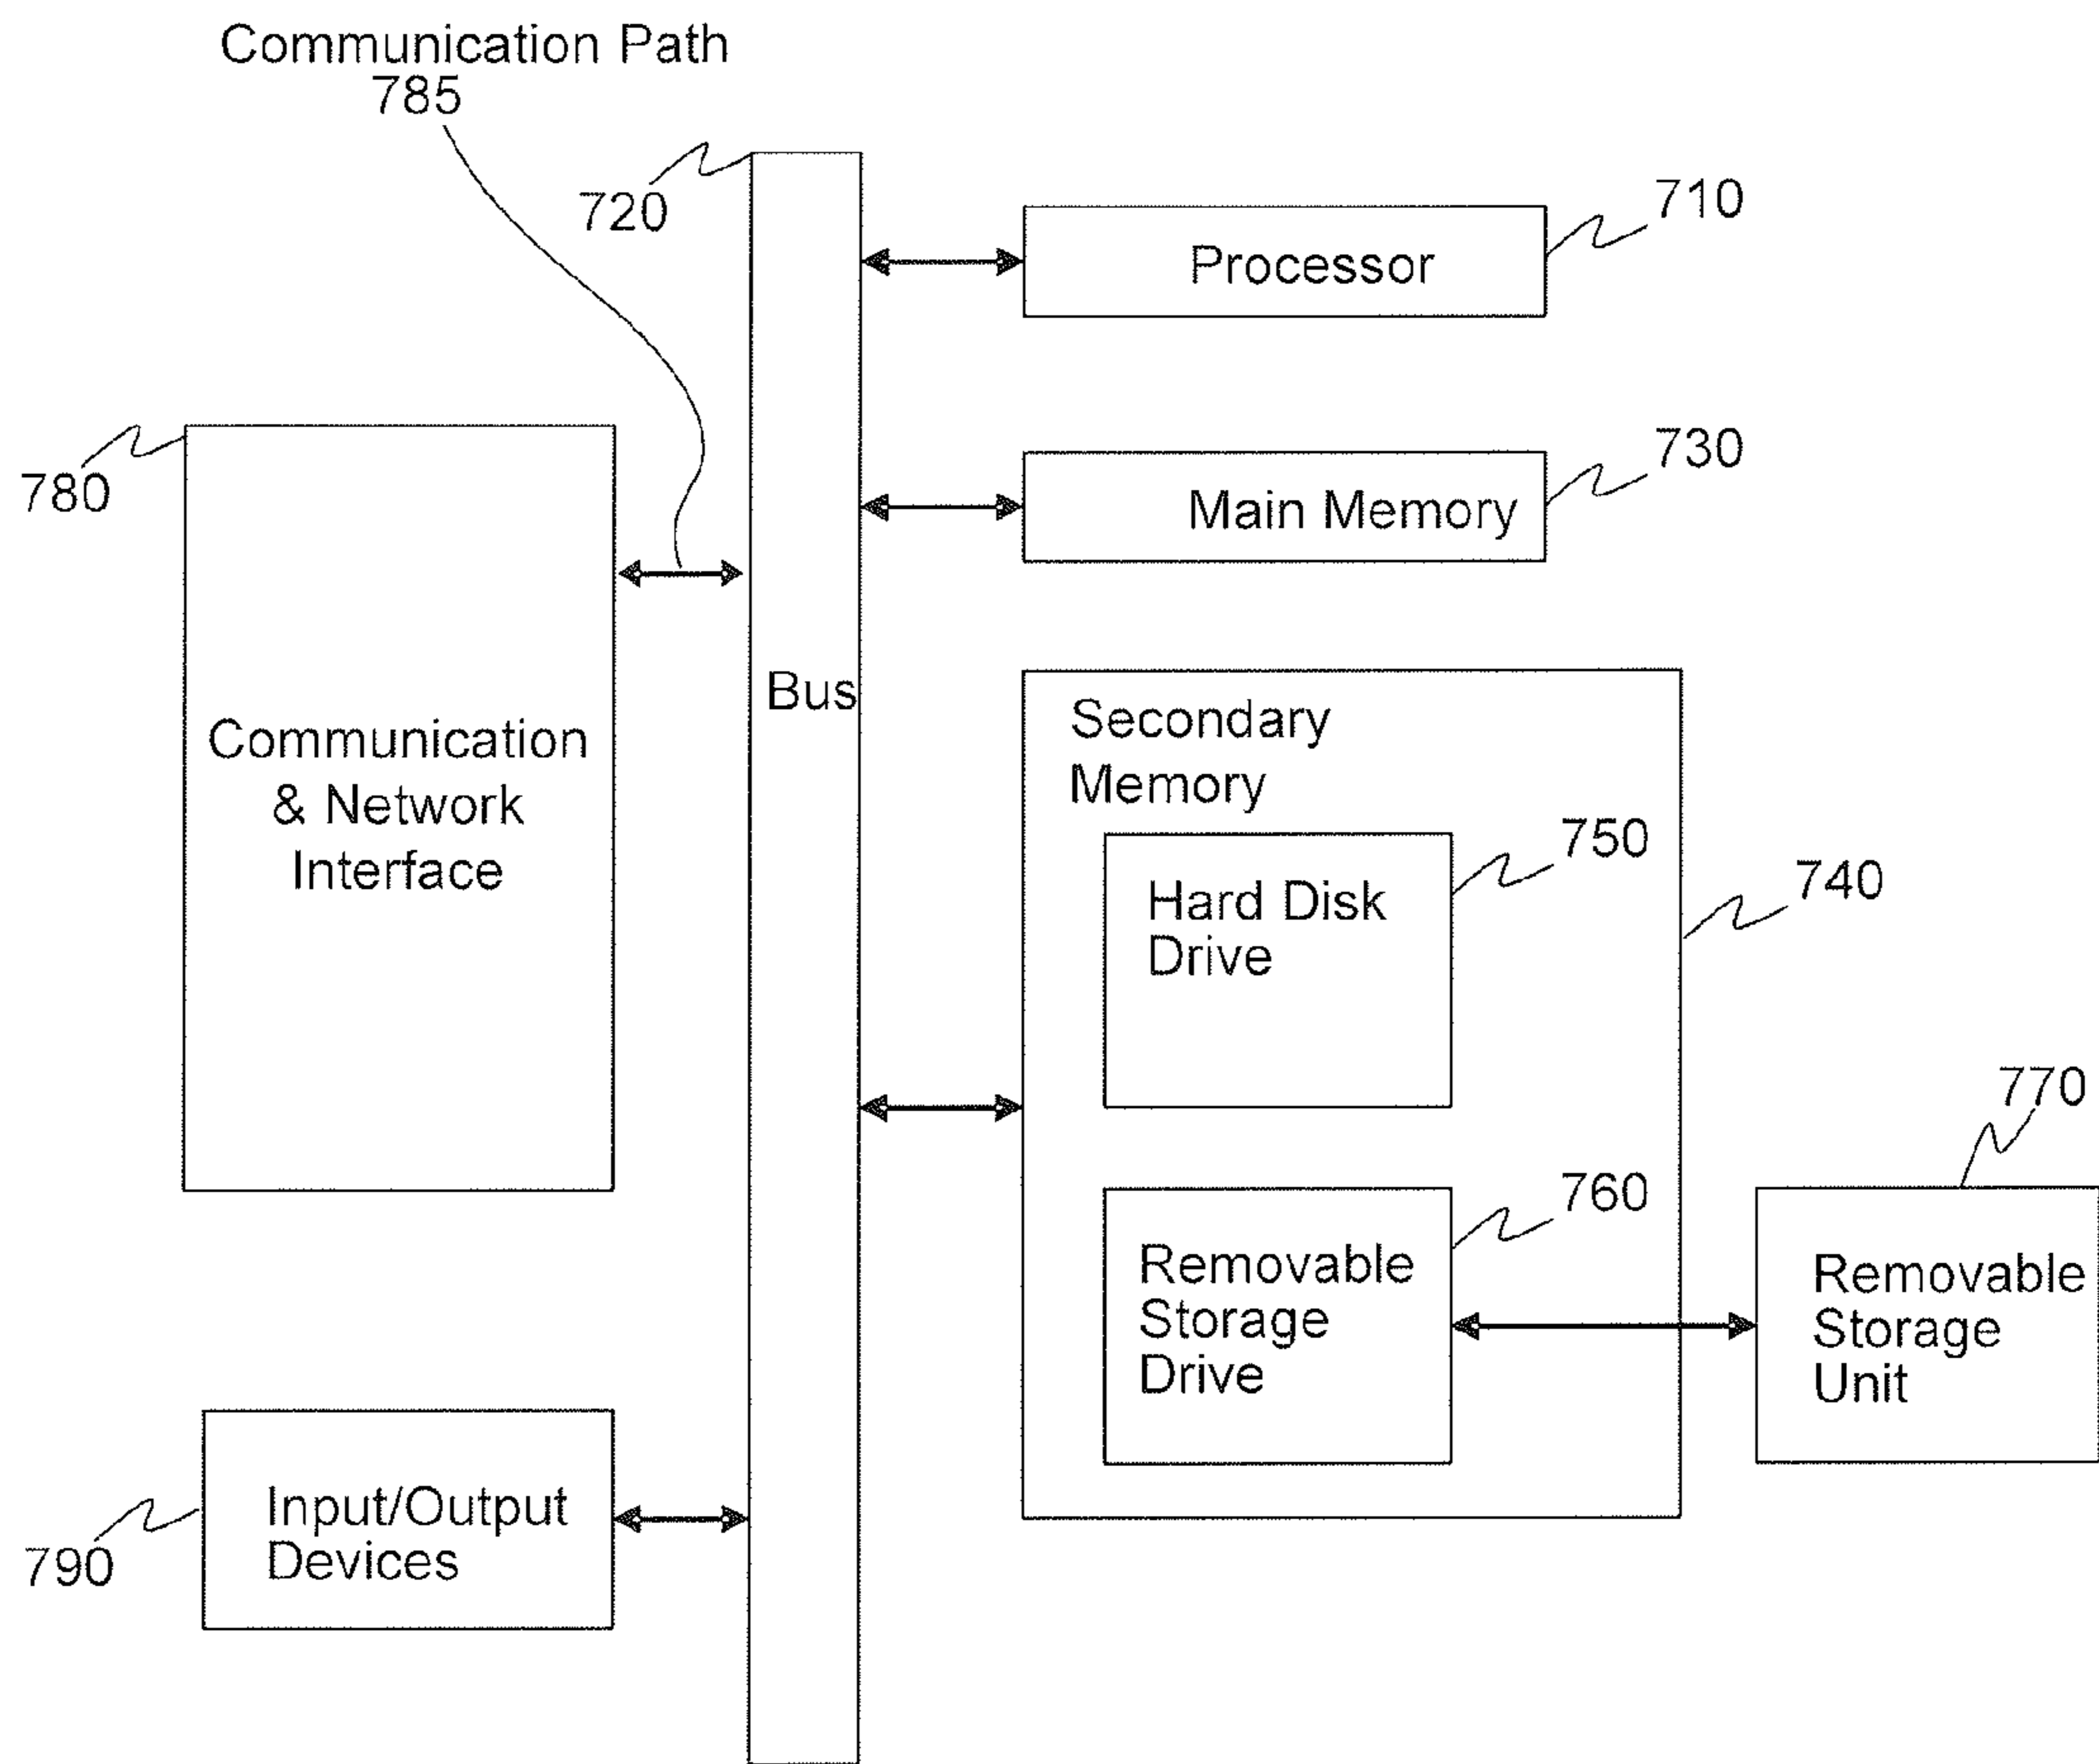 Communication Path
785
720
710
Processor
730
Main Memory
780
Bus
Communication
& Network
Interface
Secondary
Memory
750
740
Hard Disk
Drive
770
760
Removable
Storage
Drive
Removable
Storage
Unit
Input/Output
Devices
790